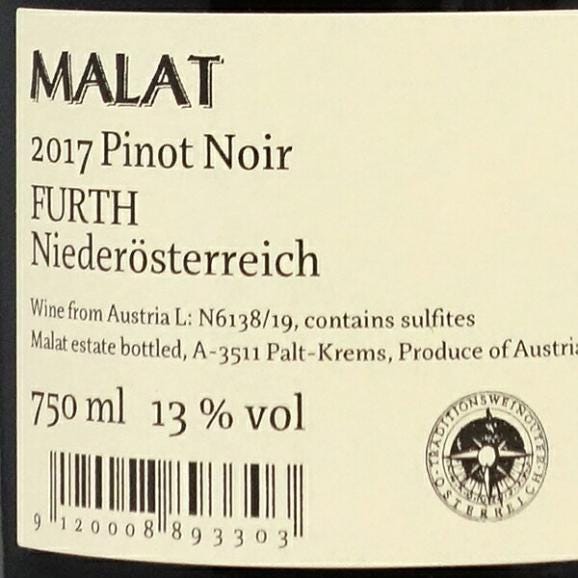 MALAT
2017 Pinot Noir
FURTH
Niederösterreich
Wine from Austria L: N6138/19, contains sulfites
Malat estate bottled, A-3511 Palt-Krems, Produce of Austria
750 ml 13 % vol
TRADITIONSWEINGÜTER
ÖSTERREICH
9 120008 893303